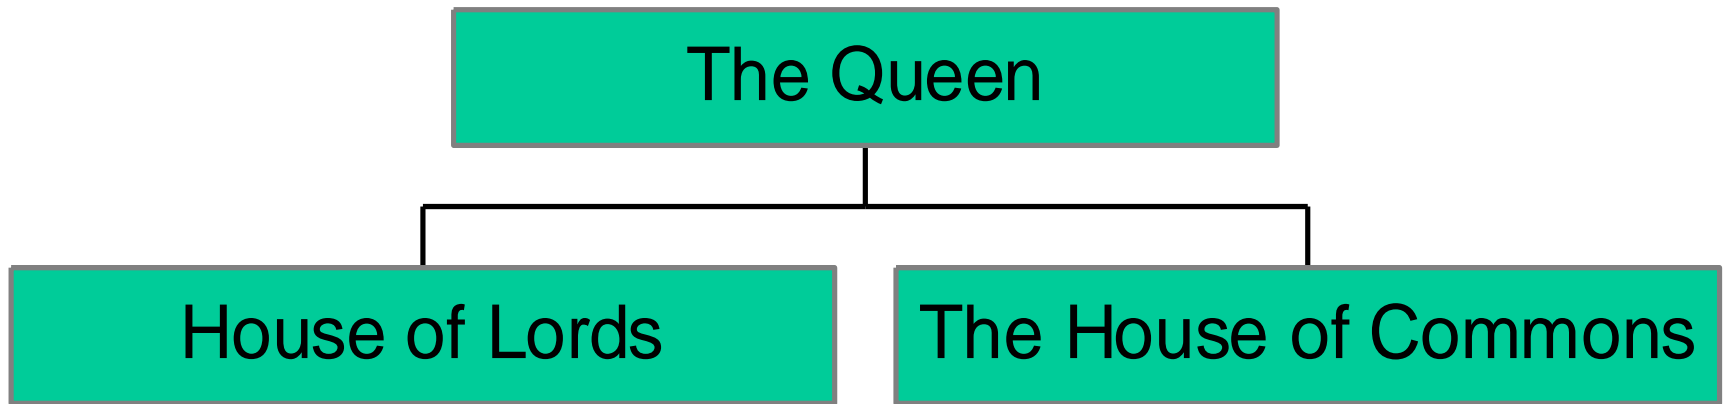 The Queen
House of Lords
The House of Commons